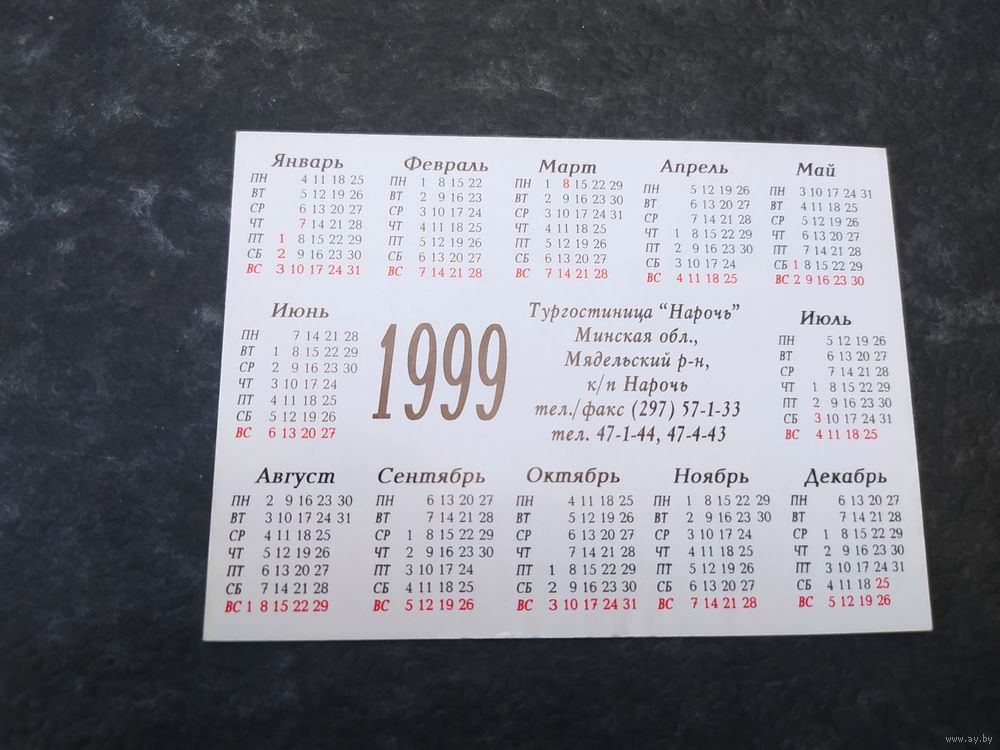 Январь
ПН 4 11 18 25
ВТ 5 12 19 26
СР 6 13 20 27
ЧТ 7 14 21 28
ПТ 1 8 15 22 29
СБ 2 9 16 23 30
ВС 3 10 17 24 31
Февраль
ПН 1 8 15 22
ВТ 2 9 16 23
СР 3 10 17 24
ЧТ 4 11 18 25
ПТ 5 12 19 26
СБ 6 13 20 27
ВС 7 14 21 28
Март
ПН 1 8 15 22 29
ВТ 2 9 16 23 30
СР 3 10 17 24 31
ЧТ 4 11 18 25
ПТ 5 12 19 26
СБ 6 13 20 27
ВС 7 14 21 28
Апрель
ПН 5 12 19 26
ВТ 6 13 20 27
СР 7 14 21 28
ЧТ 1 8 15 22 29
ПТ 2 9 16 23 30
СБ 3 10 17 24
ВС 4 11 18 25
Май
ПН 3 10 17 24 31
ВТ 4 11 18 25
СР 5 12 19 26
ЧТ 6 13 20 27
ПТ 7 14 21 28
СБ 1 8 15 22 29
ВС 2 9 16 23 30
Июнь
ПН 7 14 21 28
ВТ 1 8 15 22 29
СР 2 9 16 23 30
ЧТ 3 10 17 24
ПТ 4 11 18 25
СБ 5 12 19 26
ВС 6 13 20 27
1999
Тургостиница “Нарочь”
Минская обл.,
Мядельский р-н,
к/п Нарочь
тел./факс (297) 57-1-33
тел. 47-1-44, 47-4-43
Июль
ПН 5 12 19 26
ВТ 6 13 20 27
СР 7 14 21 28
ЧТ 1 8 15 22 29
ПТ 2 9 16 23 30
СБ 3 10 17 24 31
ВС 4 11 18 25
Август
ПН 2 9 16 23 30
ВТ 3 10 17 24 31
СР 4 11 18 25
ЧТ 5 12 19 26
ПТ 6 13 20 27
СБ 7 14 21 28
ВС 1 8 15 22 29
Сентябрь
ПН 6 13 20 27
ВТ 7 14 21 28
СР 1 8 15 22 29
ЧТ 2 9 16 23 30
ПТ 3 10 17 24
СБ 4 11 18 25
ВС 5 12 19 26
Октябрь
ПН 4 11 18 25
ВТ 5 12 19 26
СР 6 13 20 27
ЧТ 7 14 21 28
ПТ 1 8 15 22 29
СБ 2 9 16 23 30
ВС 3 10 17 24 31
Ноябрь
ПН 1 8 15 22 29
ВТ 2 9 16 23 30
СР 3 10 17 24
ЧТ 4 11 18 25
ПТ 5 12 19 26
СБ 6 13 20 27
ВС 7 14 21 28
Декабрь
ПН 6 13 20 27
ВТ 7 14 21 28
СР 1 8 15 22 29
ЧТ 2 9 16 23 30
ПТ 3 10 17 24 31
СБ 4 11 18 25
ВС 5 12 19 26
www.ay.by